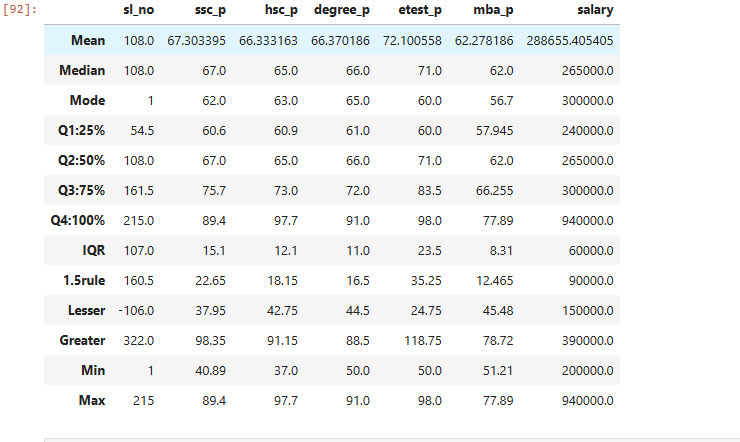 [92]: sl_no ssc_p hsc_p degree_p etest_p mba_p salary
Mean 108.0 67.303395 66.333163 66.370186 72.100558 62.278186 288655.405405
Median 108.0 67.0 65.0 66.0 71.0 62.0 265000.0
Mode 1 62.0 63.0 65.0 60.0 56.7 300000.0
Q1:25% 54.5 60.6 60.9 61.0 60.0 57.945 240000.0
Q2:50% 108.0 67.0 65.0 66.0 71.0 62.0 265000.0
Q3:75% 161.5 75.7 73.0 72.0 83.5 66.255 300000.0
Q4:100% 215.0 89.4 97.7 91.0 98.0 77.89 940000.0
IQR 107.0 15.1 12.1 11.0 23.5 8.31 60000.0
1.5rule 160.5 22.65 18.15 16.5 35.25 12.465 90000.0
Lesser -106.0 37.95 42.75 44.5 24.75 45.48 150000.0
Greater 322.0 98.35 91.15 88.5 118.75 78.72 390000.0
Min 1 40.89 37.0 50.0 50.0 51.21 200000.0
Max 215 89.4 97.7 91.0 98.0 77.89 940000.0